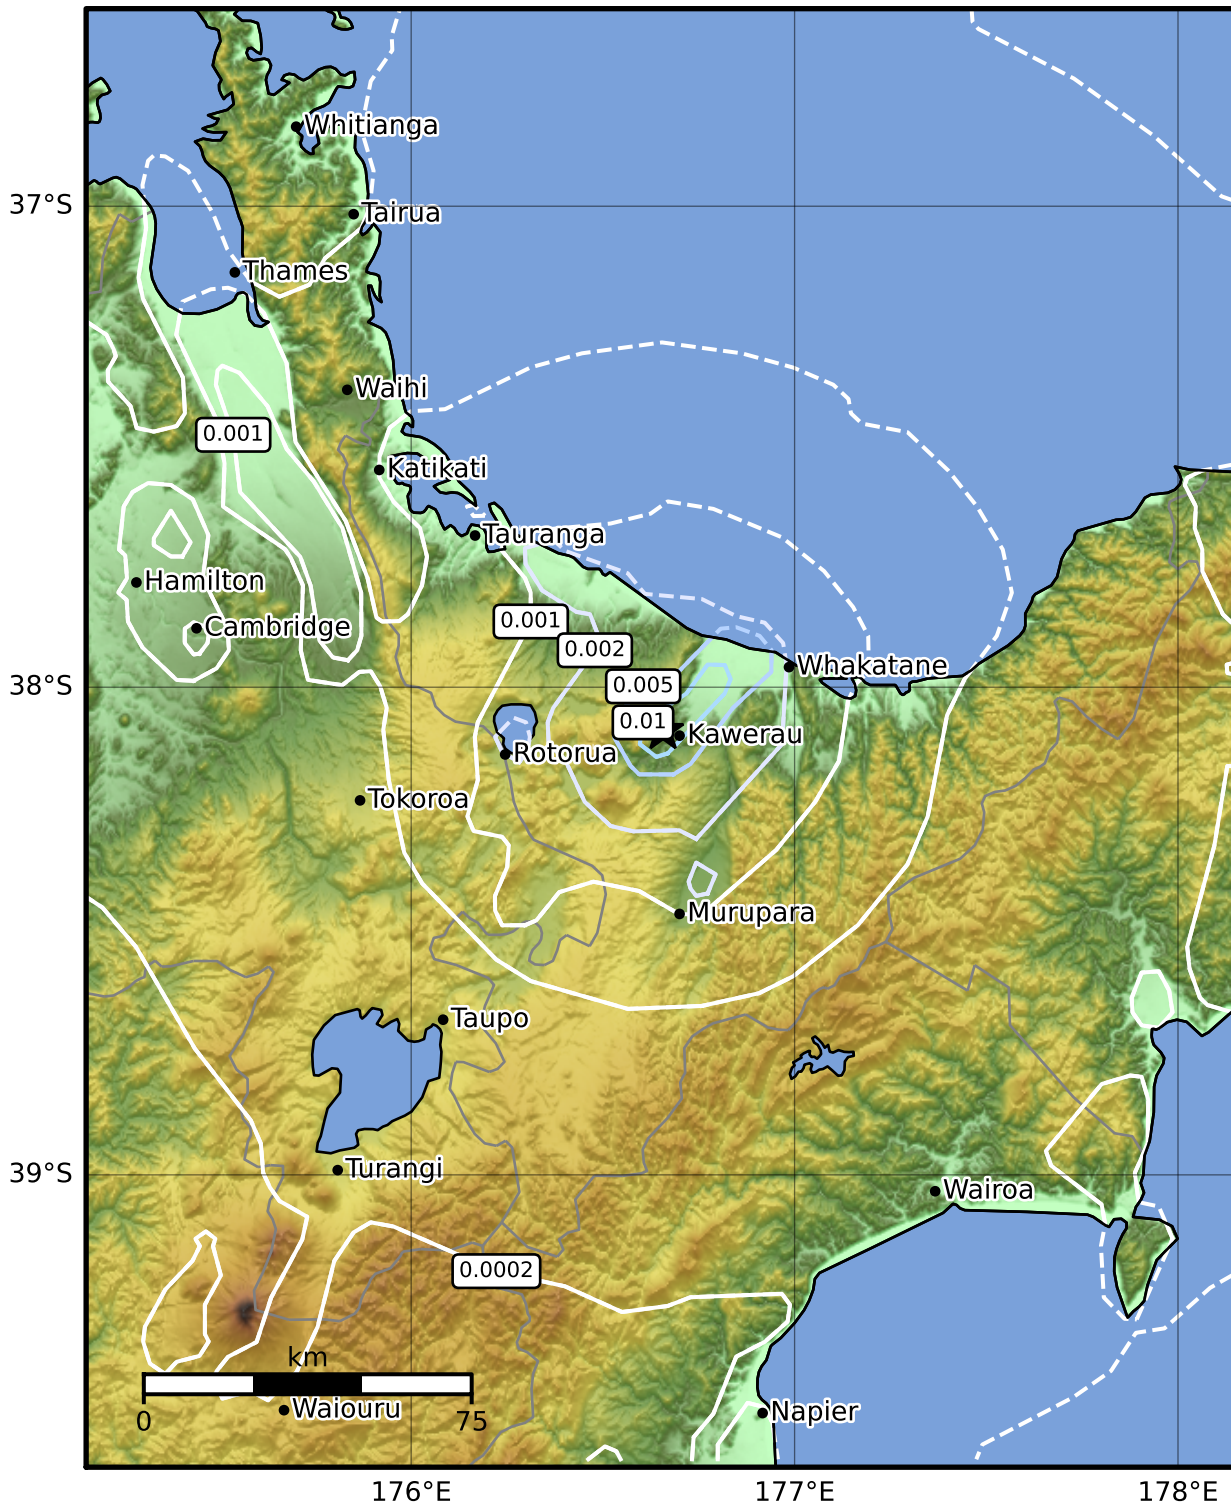 Whitianga
37°S
Tairua
Thames
Waihi
0.001
Katikati
Tauranga
Hamilton
0.001
Cambridge
0.002
Whakatane
38°S
0.005
0.01
Kawerau
Rotorua
Tokoroa
Murupara
Taupo
39°S
Turangi
Wairoa
0.0002
km
0
75
Waiouru
Napier
176°E
177°E
178°E